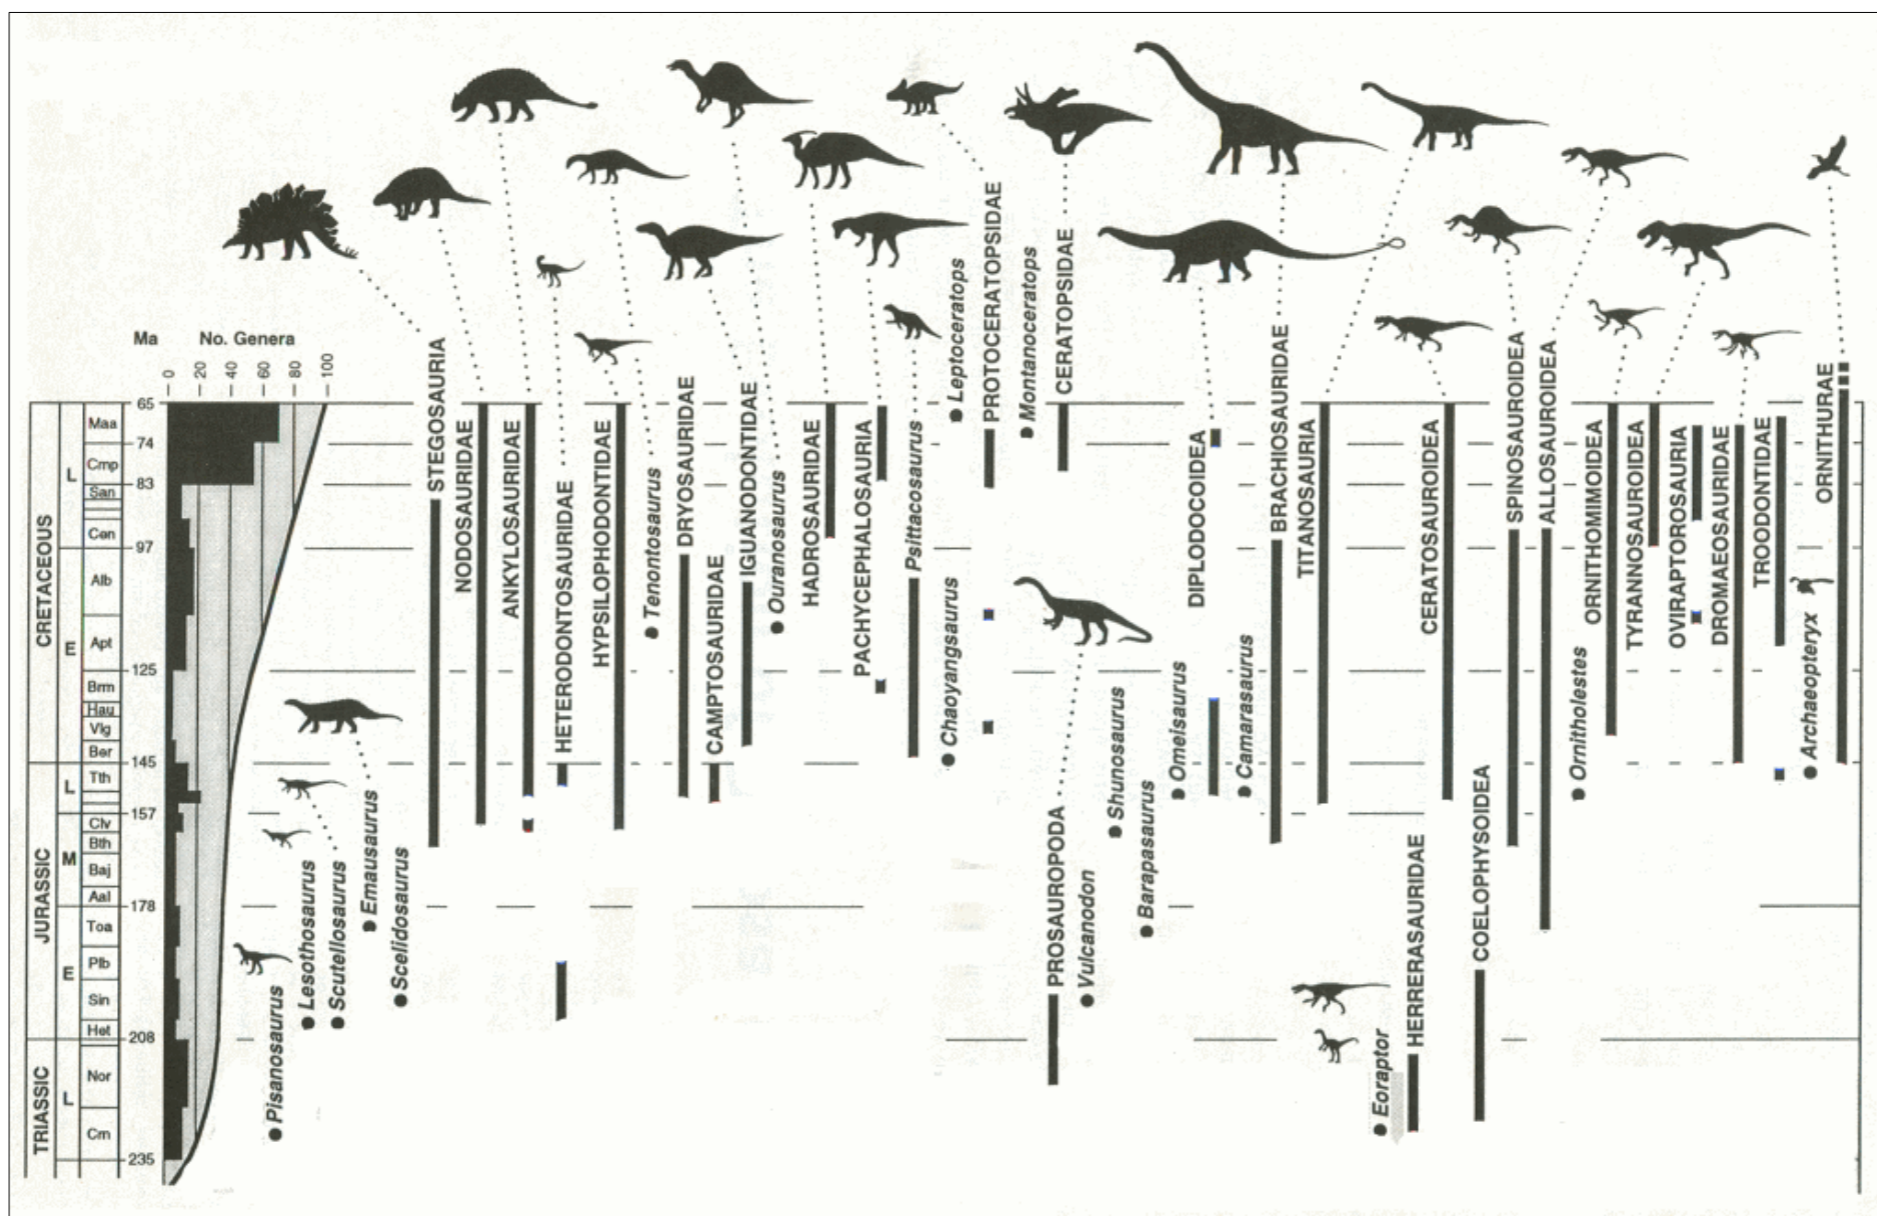 Ma
No. Genera
0 20 40 60 80 100
CRETACEOUS
JURASSIC
TRIASSIC
L
E
L
M
E
L
Maa
Cmp
San
Cen
Alb
Apt
Brm
Hau
Vlg
Ber
Tth
Clv
Bth
Baj
Aal
Toa
Plb
Sin
Het
Nor
Crn
65
74
83
97
125
145
157
178
208
235
Pisanosaurus
Lesothosaurus
Scutellosaurus
Emausaurus
Scelidosaurus
STEGOSAURIA
NODOSAURIDAE
ANKYLOSAURIDAE
HETERODONTOSAURIDAE
HYPSILOPHODONTIDAE
Tenontosaurus
DRYOSAURIDAE
CAMPTOSAURIDAE
IGUANODONTIDAE
Ouranosaurus
HADROSAURIDAE
PACHYCEPHALOSAURIA
Psittacosaurus
Chaoyangsaurus
Leptoceratops
PROTOCERATOPSIDAE
Montanoceratops
CERATOPSIDAE
PROSAUROPODA
Vulcanodon
Shunosaurus
Barapasaurus
Omeisaurus
DIPLODOCOIDEA
Camarasaurus
BRACHIOSAURIDAE
TITANOSAURIA
Eoraptor
HERRERASAURIDAE
CERATOSAUROIDEA
COELOPHYSOIDEA
SPINOSAUROIDEA
ALLOSAUROIDEA
Ornitholestes
ORNITHOMIMOIDEA
TYRANNOSAUROIDEA
OVIRAPTOROSAURIA
DROMAEOSAURIDAE
TROODONTIDAE
Archaeopteryx
ORNITHURAE